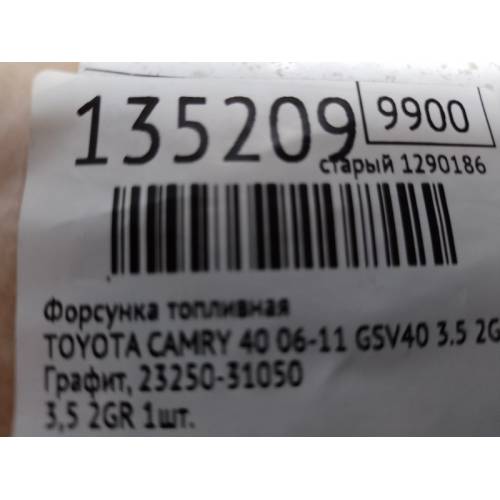 135209 9900
старый 1290186
Форсунка топливная
TOYOTA CAMRY 40 06-11 GSV40 3.5 2G
Графит, 23250-31050
3,5 2GR 1шт.